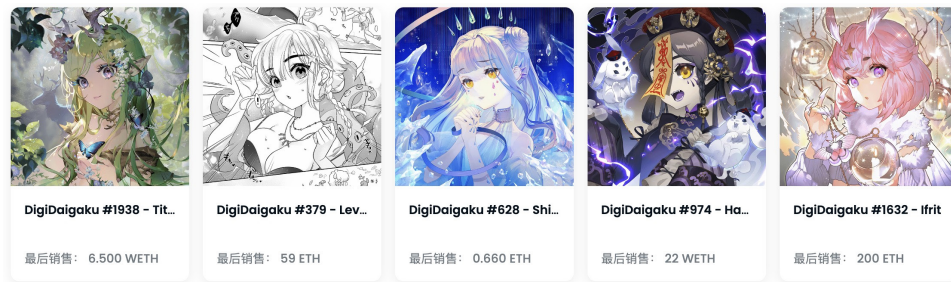 DigiDaigaku #1938 - Tit...
最后销售： 6.500 WETH
DigiDaigaku #379 - Lev...
最后销售： 59 ETH
DigiDaigaku #628 - Shi...
最后销售： 0.660 ETH
DigiDaigaku #974 - Ha...
最后销售： 22 WETH
DigiDaigaku #1632 - Ifrit
最后销售： 200 ETH